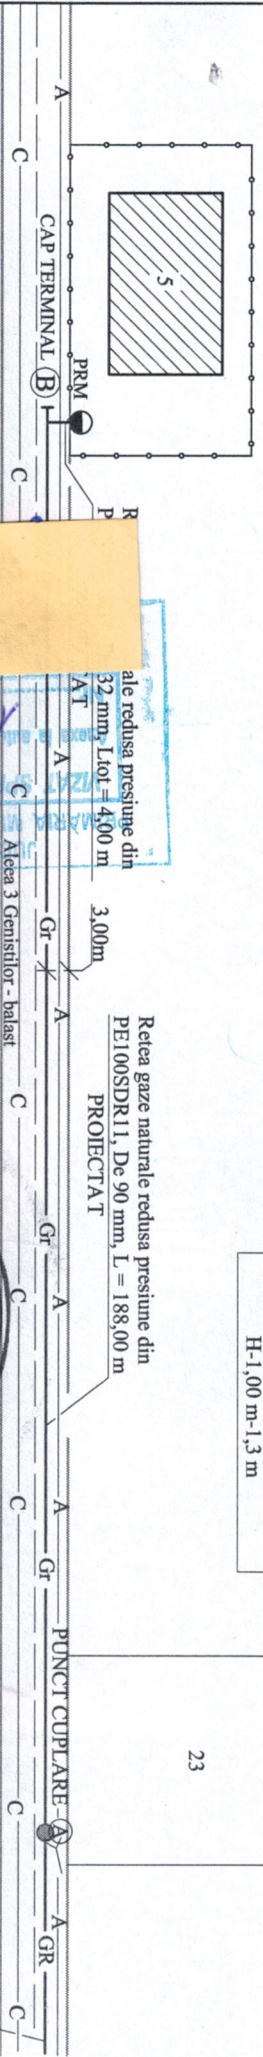 A
C
5
CAP TERMINAL B
PRM
C
ale redusa presiune din
32 mm, Ltot = 4,00 m
AT
A
C
Aleea 3 Genistilor - balast
Gr
3,00m
A
C
Retea gaze naturale redusa presiune din
PE100SDR11, De 90 mm, L = 188,00 m
PROIECTAT
Gr
A
C
H-1,00 m-1,3 m
A
C
Gr
PUNCT CUPLARE A
23
C
A
GR
C